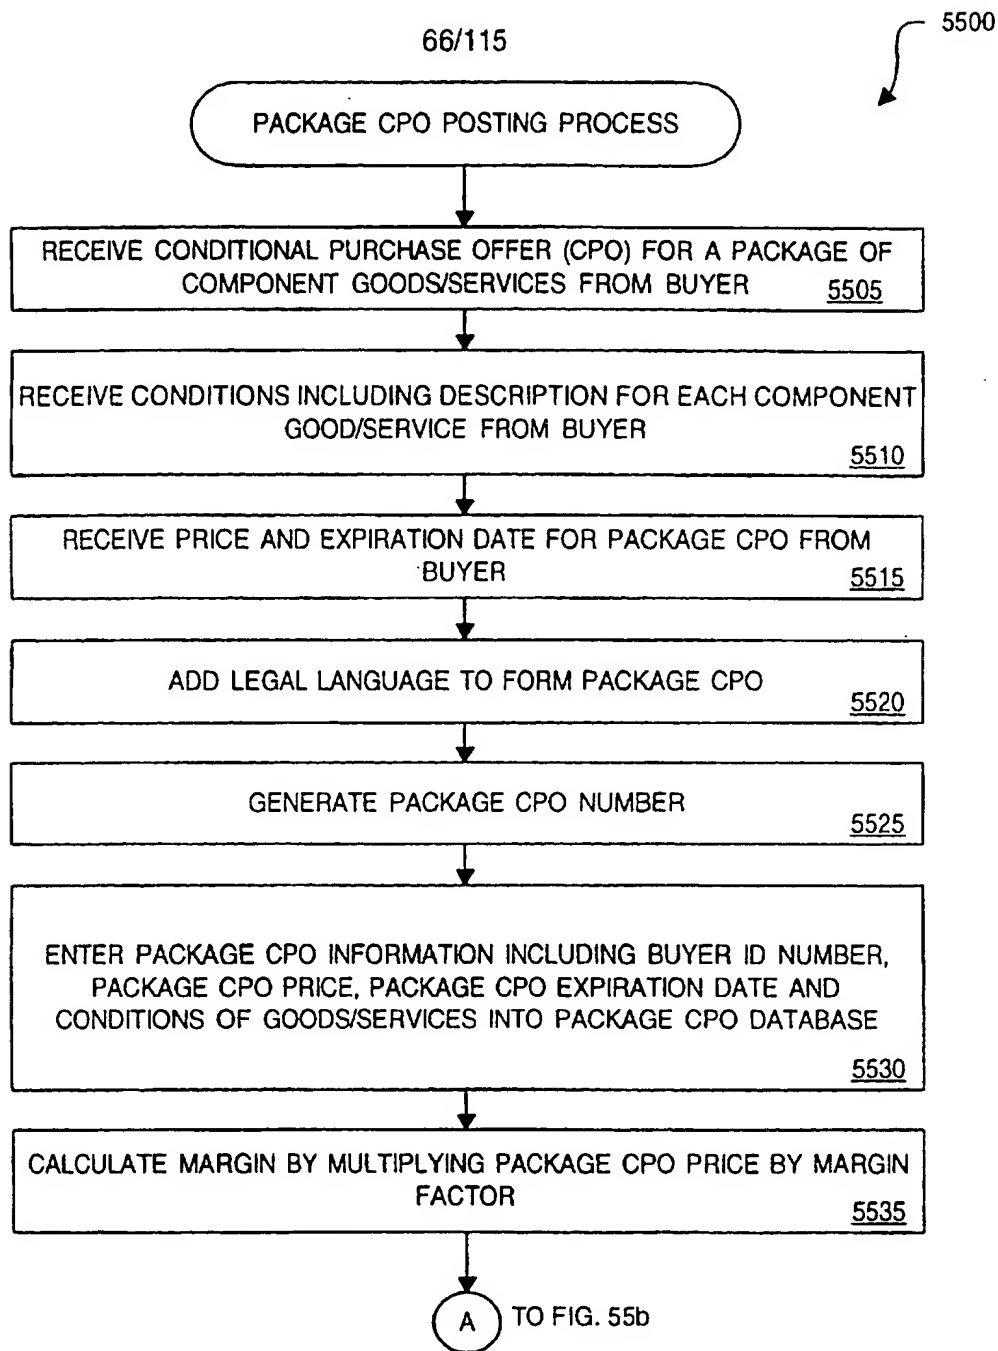 5500
66/115
PACKAGE CPO POSTING PROCESS
RECEIVE CONDITIONAL PURCHASE OFFER (CPO) FOR A PACKAGE OF
COMPONENT GOODS/SERVICES FROM BUYER 5505
RECEIVE CONDITIONS INCLUDING DESCRIPTION FOR EACH COMPONENT
GOOD/SERVICE FROM BUYER
5510
RECEIVE PRICE AND EXPIRATION DATE FOR PACKAGE CPO FROM
BUYER 5515
ADD LEGAL LANGUAGE TO FORM PACKAGE CPO
5520
GENERATE PACKAGE CPO NUMBER
5525
ENTER PACKAGE CPO INFORMATION INCLUDING BUYER ID NUMBER,
PACKAGE CPO PRICE, PACKAGE CPO EXPIRATION DATE AND
CONDITIONS OF GOODS/SERVICES INTO PACKAGE CPO DATABASE
5530
CALCULATE MARGIN BY MULTIPLYING PACKAGE CPO PRICE BY MARGIN
FACTOR 5535
A TO FIG. 55b